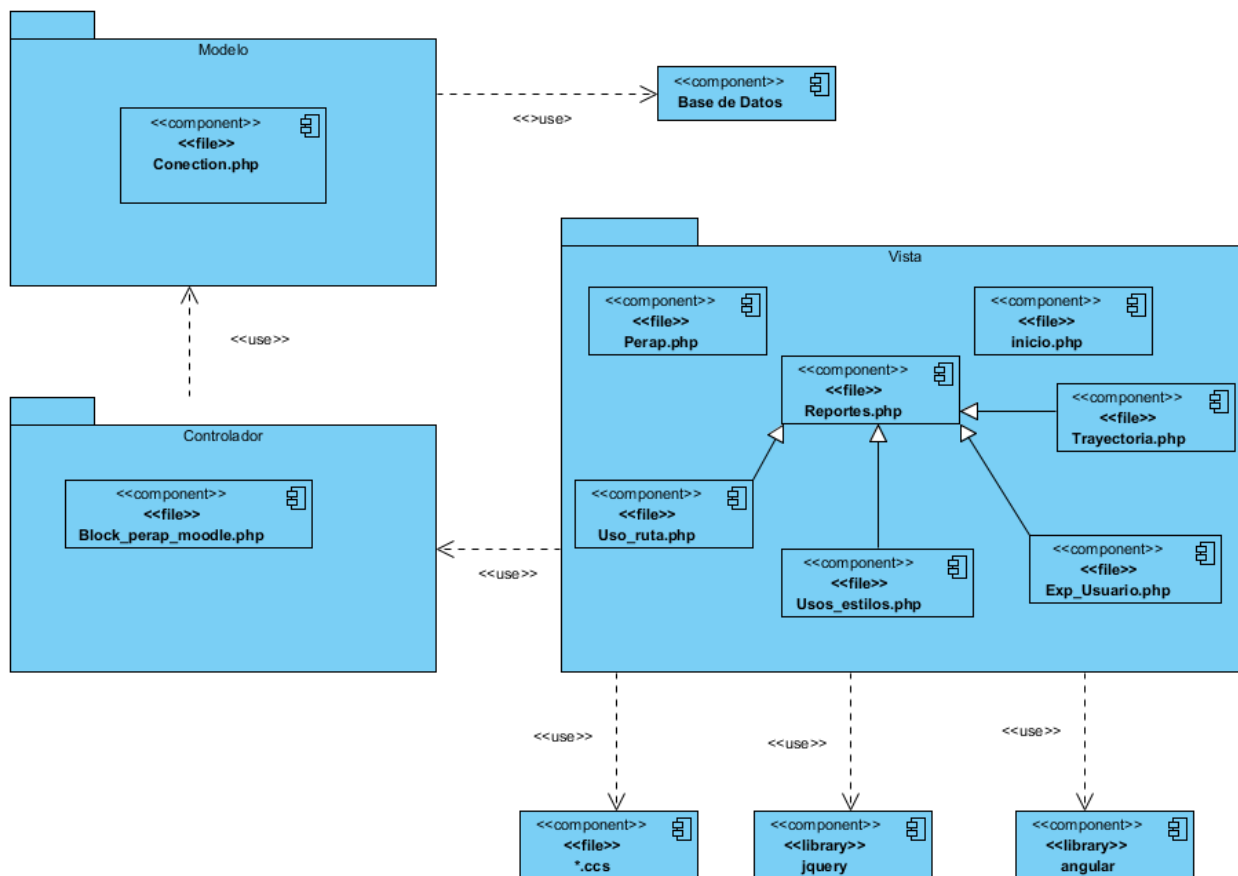 Modelo
<<component>>
<<file>>
Conection.php
<<>use>
<<component>>
Base de Datos
<<use>>
Vista
<<component>>
<<file>>
Perap.php
<<component>>
<<file>>
inicio.php
<<component>>
<<file>>
Reportes.php
<<component>>
<<file>>
Trayectoria.php
Controlador
<<component>>
<<file>>
Block_perap_moodle.php
<<use>>
<<component>>
<<file>>
Uso_ruta.php
<<component>>
<<file>>
Usos_estilos.php
<<component>>
<<file>>
Exp_Usuario.php
<<use>>
<<use>>
<<use>>
<<component>>
<<file>>
*.ccs
<<component>>
<<library>>
jquery
<<component>>
<<library>>
angular